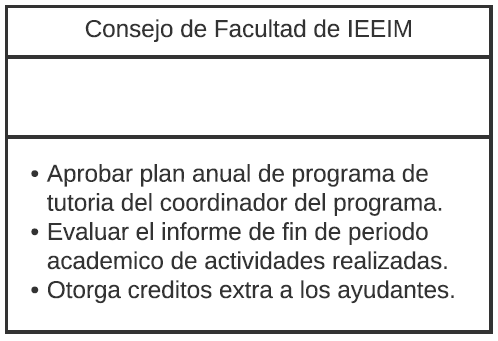 Consejo de Facultad de IEEIM
• Aprobar plan anual de programa de
tutoria del coordinador del programa.
• Evaluar el informe de fin de periodo
academico de actividades realizadas.
• Otorga creditos extra a los ayudantes.